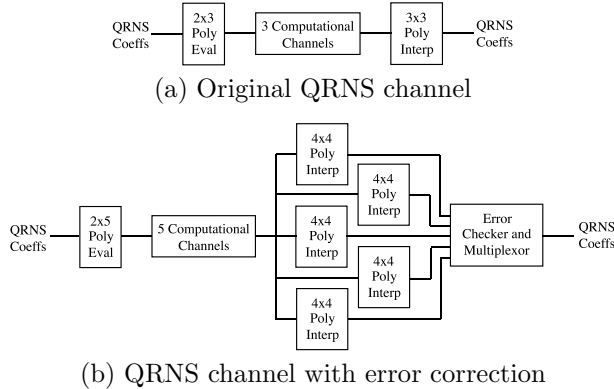 QRNS
Coeffs
2x3
Poly
Eval
3 Computational
Channels
3x3
Poly
Interp
QRNS
Coeffs
(a) Original QRNS channel
4x4
Poly
Interp
4x4
Poly
Interp
QRNS
Coeffs
2x5
Poly
Eval
5 Computational
Channels
4x4
Poly
Interp
Error
Checker and
Multiplexor
QRNS
Coeffs
4x4
Poly
Interp
4x4
Poly
Interp
(b) QRNS channel with error correction